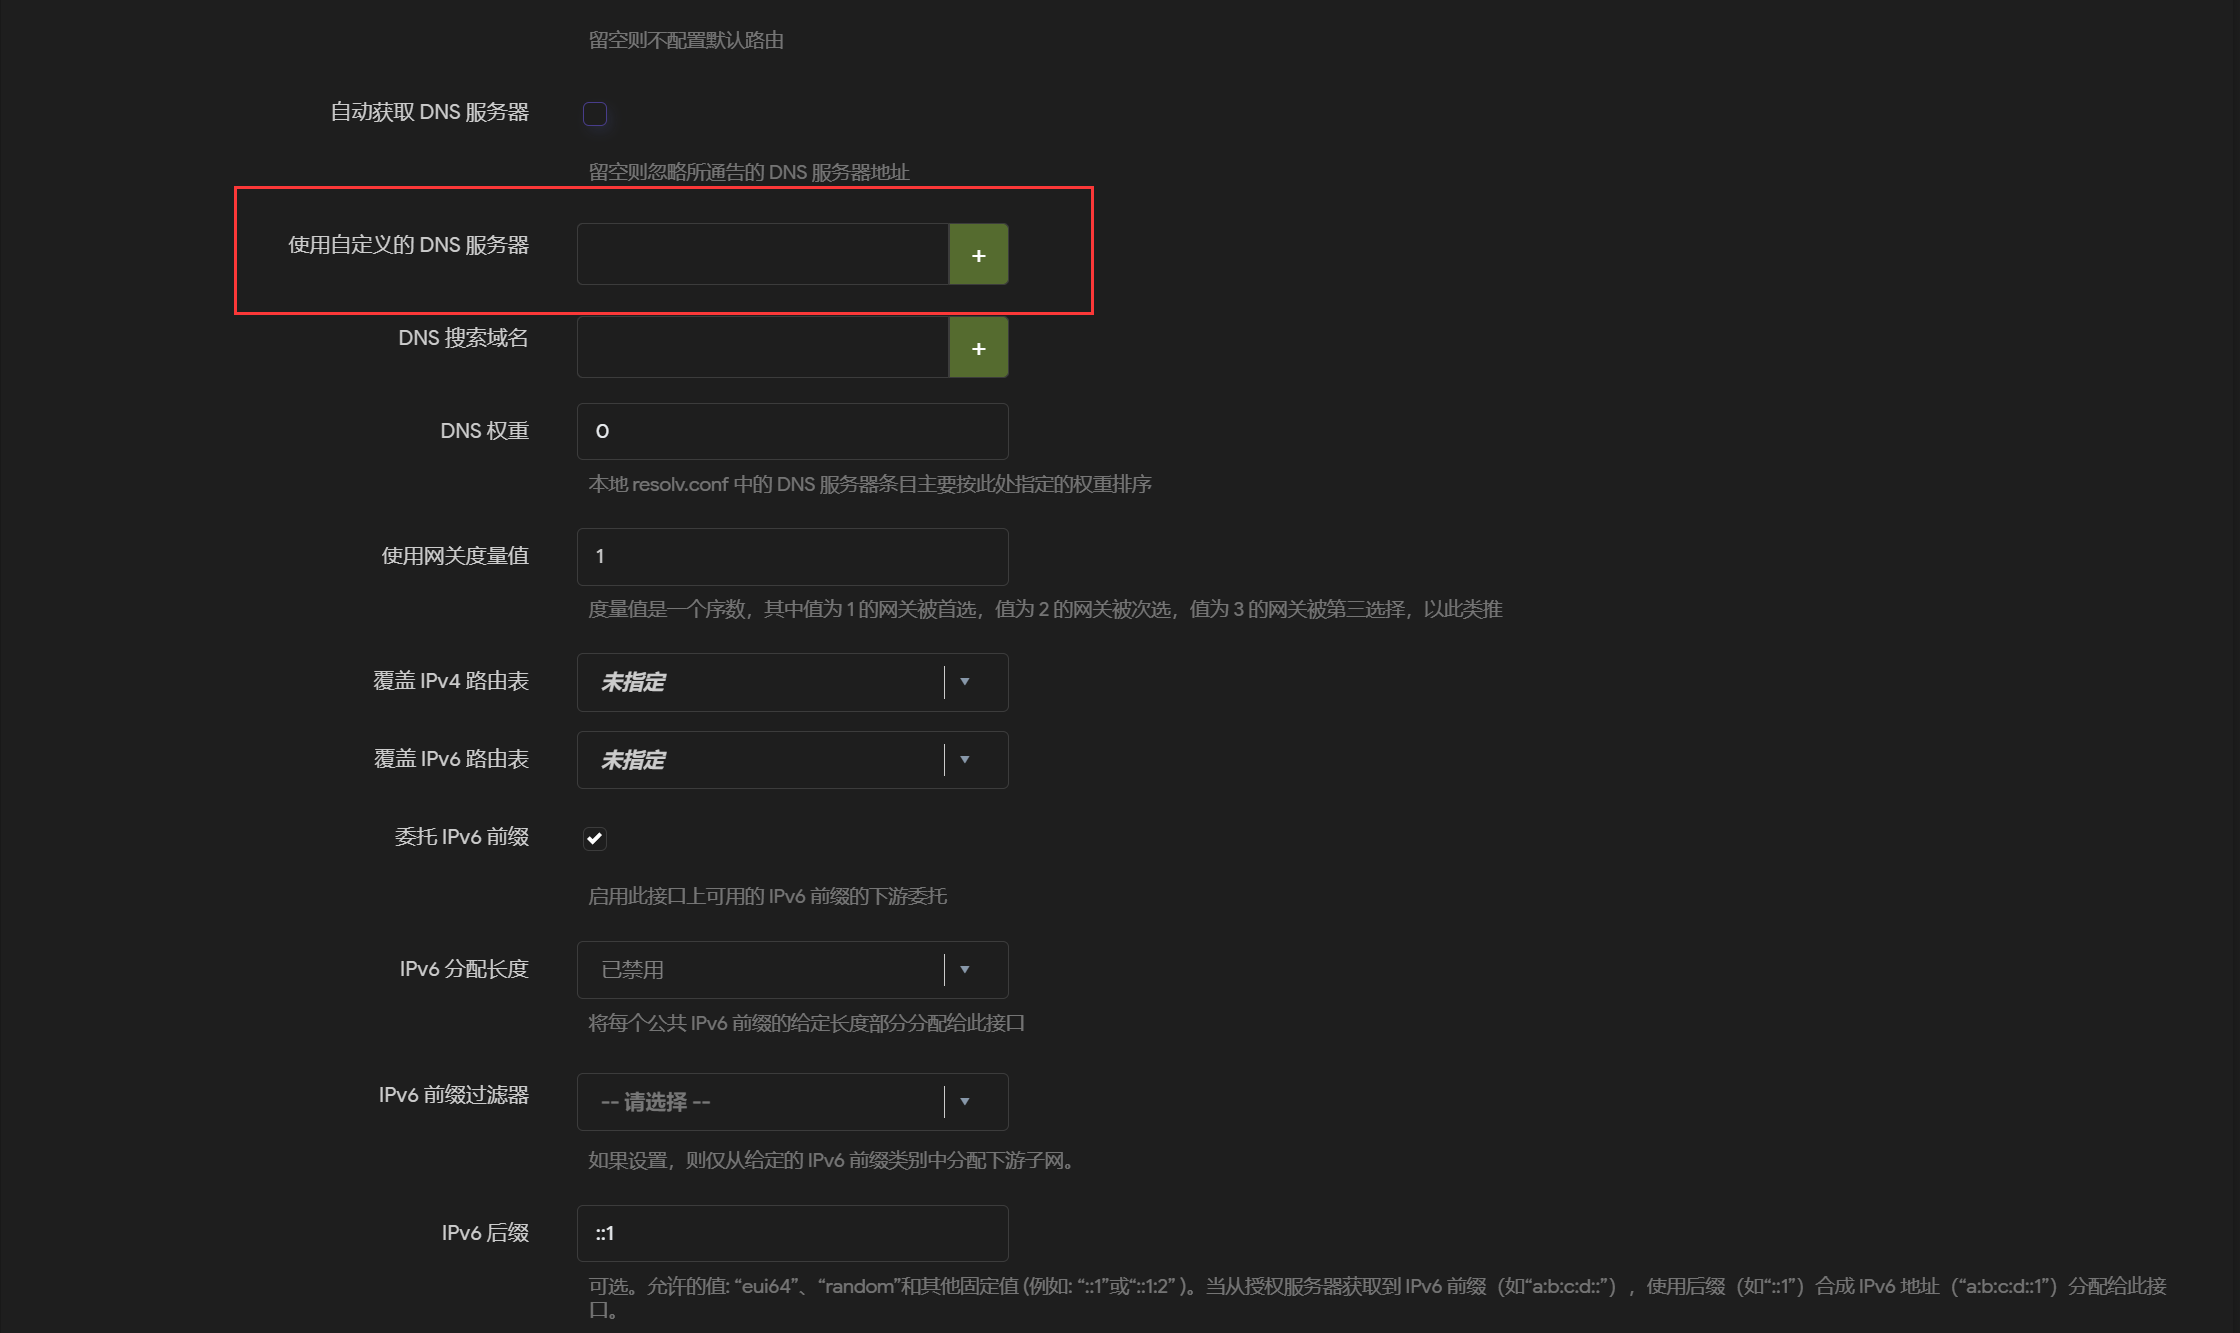 留空则不配置默认路由
自动获取 DNS 服务器
留空则忽略所通告的 DNS 服务器地址
使用自定义的 DNS 服务器
+
DNS 搜索域名
+
DNS 权重
0
本地 resolv.conf 中的 DNS 服务器条目主要按此处指定的权重排序
使用网关度量值
1
度量值是一个序数，其中值为 1 的网关被首选，值为 2 的网关被次选，值为 3 的网关被第三选择，以此类推
覆盖 IPv4 路由表
未指定
覆盖 IPv6 路由表
未指定
委托 IPv6 前缀
启用此接口上可用的 IPv6 前缀的下游委托
IPv6 分配长度
已禁用
将每个公共 IPv6 前缀的给定长度部分分配给此接口
IPv6 前缀过滤器
-- 请选择 --
如果设置，则仅从给定的 IPv6 前缀类别中分配下游子网。
IPv6 后缀
::1
可选。允许的值: “eui64”、“random”和其他固定值 (例如: “::1”或“::1:2” )。当从授权服务器获取到 IPv6 前缀（如“a:b:c:d::”），使用后缀（如“::1”）合成 IPv6 地址（“a:b:c:d::1”）分配给此接
口。